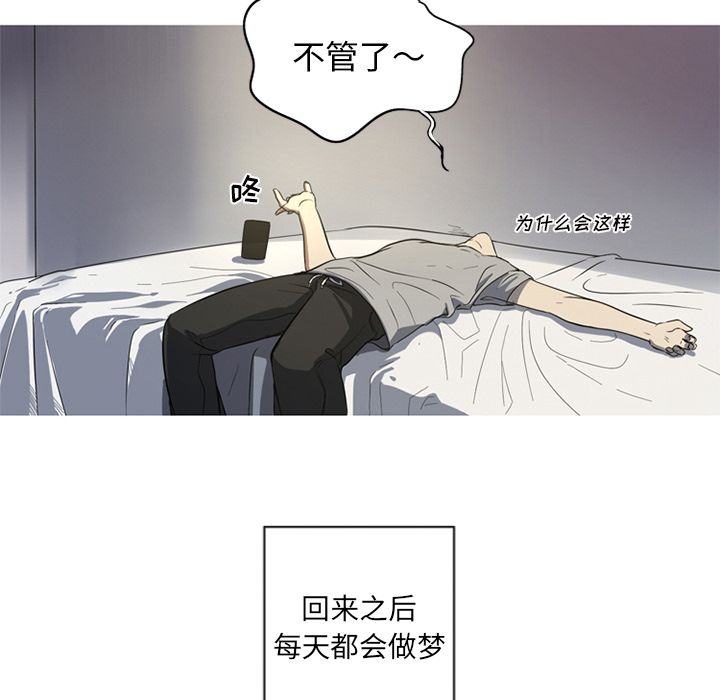 不管了～
咚
为什么会这样
回来之后
每天都会做梦